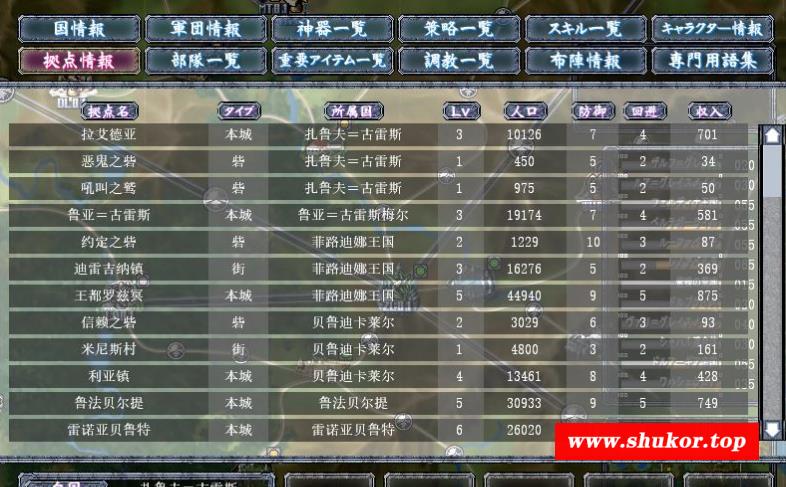 国情報 軍団情報 神器一覧 策略一覧 スキル一覧 キャラクター情報
拠点情報 部隊一覧 重要アイテム一覧 調教一覧 布陣情報 専門用語集
拠点名 タイプ 所属国 Lv 人口 防御 回避 収入
拉艾德亚 本城 扎鲁夫＝古雷斯 3 10126 7 4 701
恶鬼之砦 砦 扎鲁夫＝古雷斯 1 450 5 2 34
吼叫之鹫 砦 扎鲁夫＝古雷斯 1 975 5 2 50
鲁亚＝古雷斯 本城 鲁亚＝古雷斯梅尔 3 19174 7 4 581
约定之砦 砦 菲路迪娜王国 2 1229 10 3 87
迪雷吉纳镇 街 菲路迪娜王国 3 16276 5 2 369
王都罗兹冥 本城 菲路迪娜王国 5 44940 9 5 875
信赖之砦 砦 贝鲁迪卡莱尔 2 3029 6 3 93
米尼斯村 街 贝鲁迪卡莱尔 1 4800 3 2 161
利亚镇 本城 贝鲁迪卡莱尔 4 13461 8 4 428
鲁法贝尔提 本城 鲁法贝尔提 5 30933 9 5 749
雷诺亚贝鲁特 本城 雷诺亚贝鲁特 6 26020
www.shukor.top